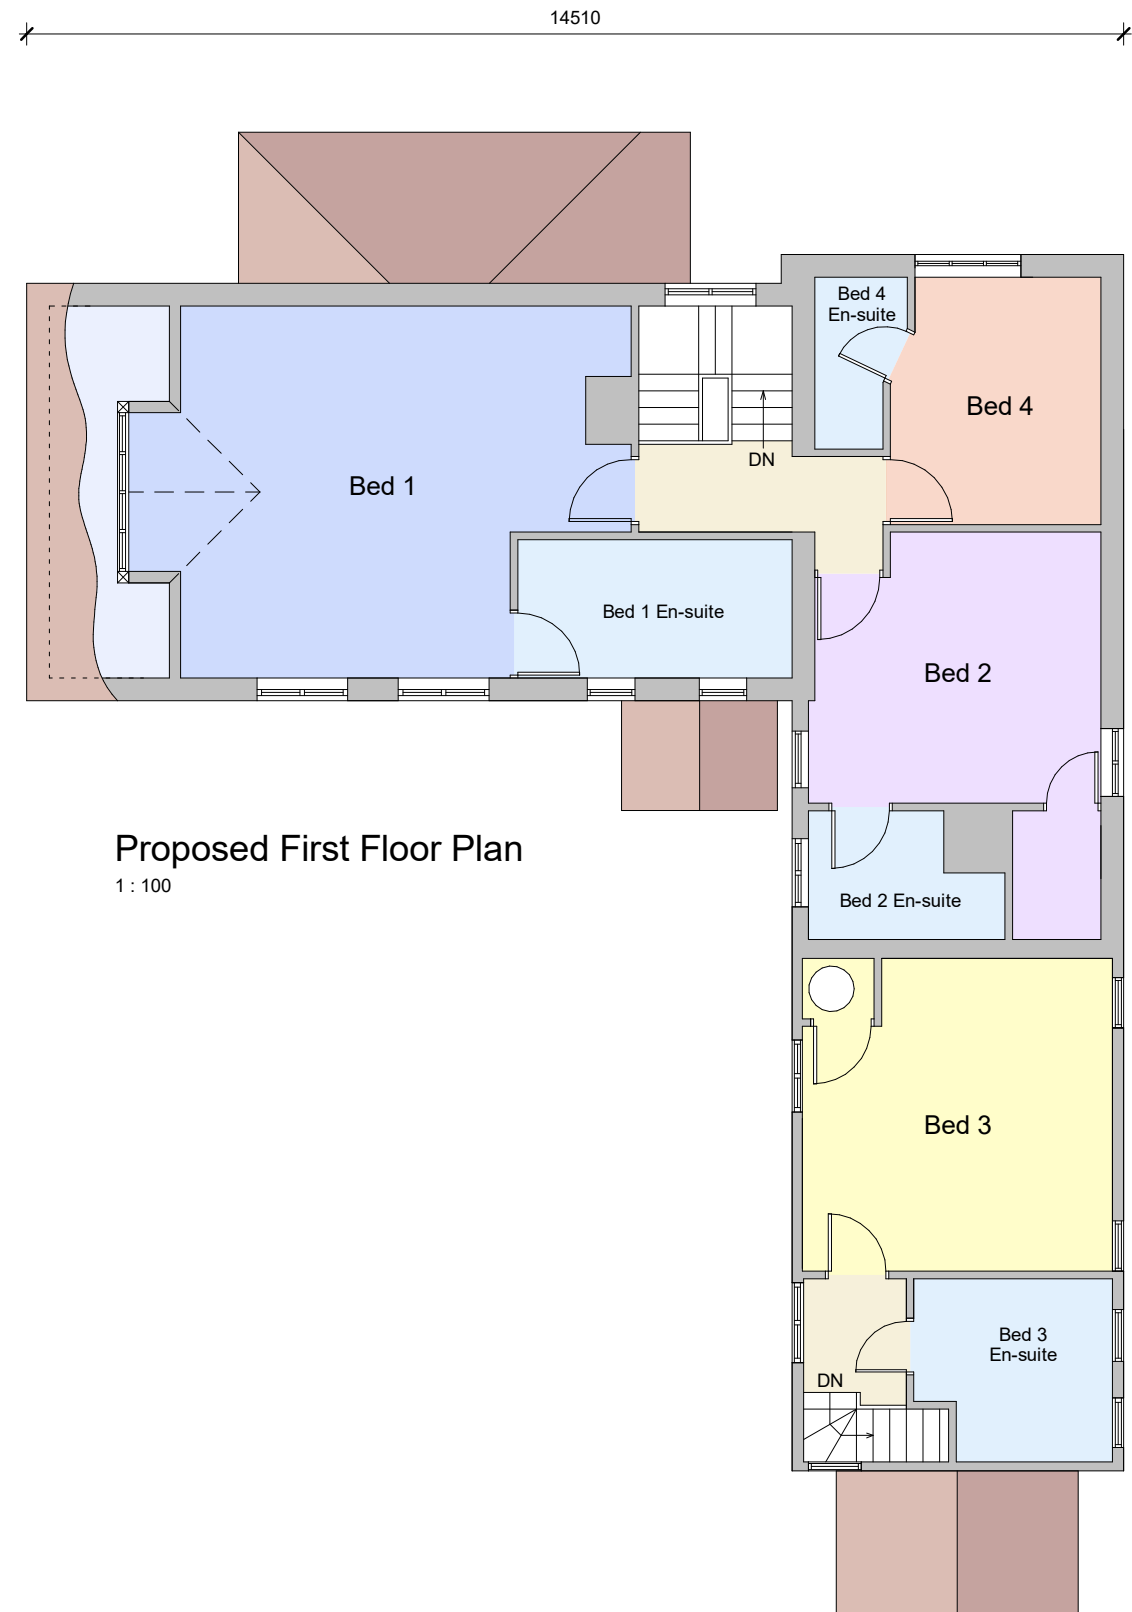 14510
Bed 4
En-suite
Bed 4
DN
Bed 1
Bed 1 En-suite
Bed 2
Proposed First Floor Plan
1 : 100
Bed 2 En-suite
Bed 3
Bed 3
En-suite
DN